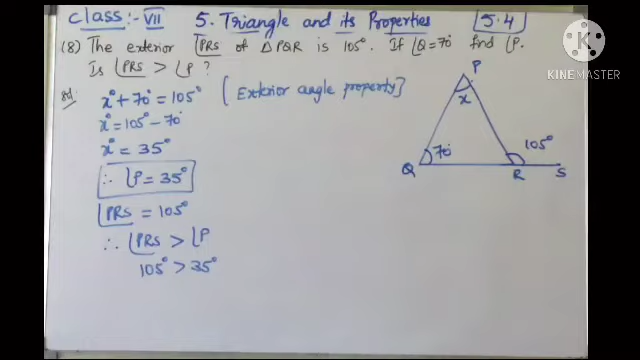 Class:- VII 5. Triangle and its Properties 5.4
(8) The exterior ∠PRS of △PQR is 105°. If ∠Q=70° find ∠P.
Is ∠PRS > ∠P ?
Sol: x°+70°=105° [Exterior angle property]
x°=105°-70°
x°=35°
∴ ∠P=35°
∠PRS=105°
∴ ∠PRS > ∠P
105° > 35°
P
x
Q 70° R 105° S
KINEMASTER